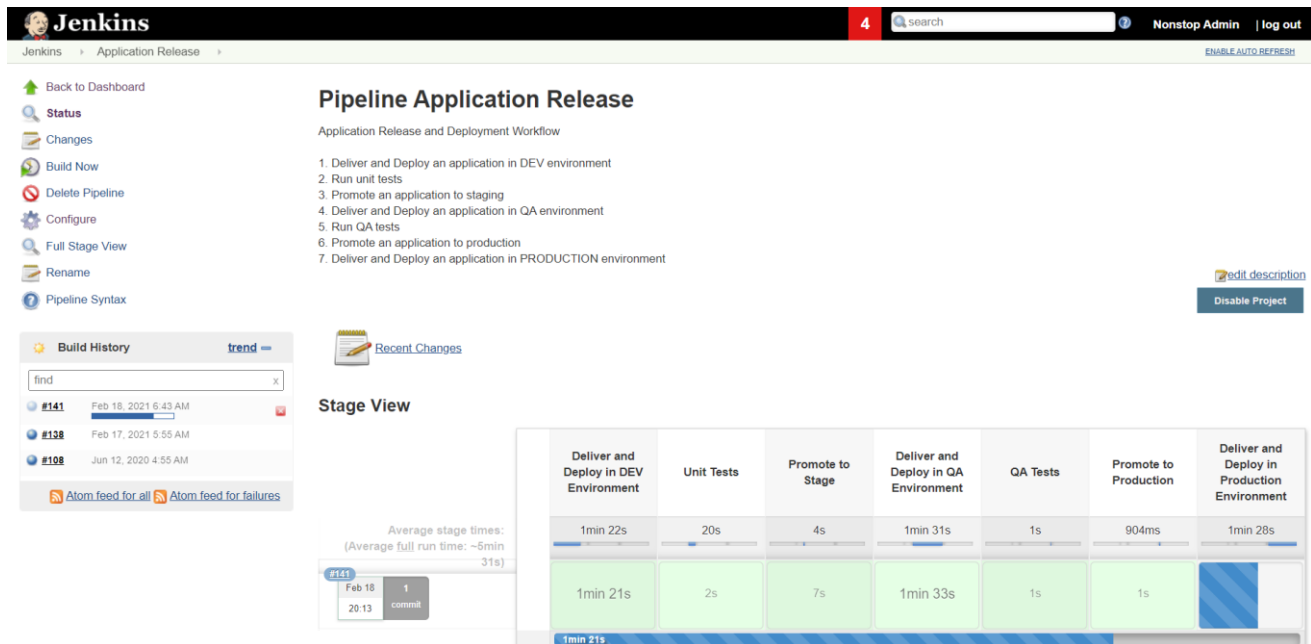 Jenkins
4
search
Nonstop Admin | log out
Jenkins Application Release
ENABLE AUTO REFRESH
Back to Dashboard
Status
Changes
Build Now
Delete Pipeline
Configure
Full Stage View
Rename
Pipeline Syntax
Build History trend
find x
#141 Feb 18, 2021 6:43 AM
#138 Feb 17, 2021 5:55 AM
#108 Jun 12, 2020 4:55 AM
Atom feed for all Atom feed for failures
Pipeline Application Release
Application Release and Deployment Workflow
1. Deliver and Deploy an application in DEV environment
2. Run unit tests
3. Promote an application to staging
4. Deliver and Deploy an application in QA environment
5. Run QA tests
6. Promote an application to production
7. Deliver and Deploy an application in PRODUCTION environment
edit description
Disable Project
Recent Changes
Stage View
Deliver and
Deploy in DEV
Environment
Unit Tests
Promote to
Stage
Deliver and
Deploy in QA
Environment
QA Tests
Promote to
Production
Deliver and
Deploy in
Production
Environment
Average stage times:
(Average full run time: ~5min
31s)
1min 22s 20s 4s 1min 31s 1s 904ms 1min 28s
#141
Feb 18
20:13
1
commit
1min 21s 2s 7s 1min 33s 1s 1s
1min 21s